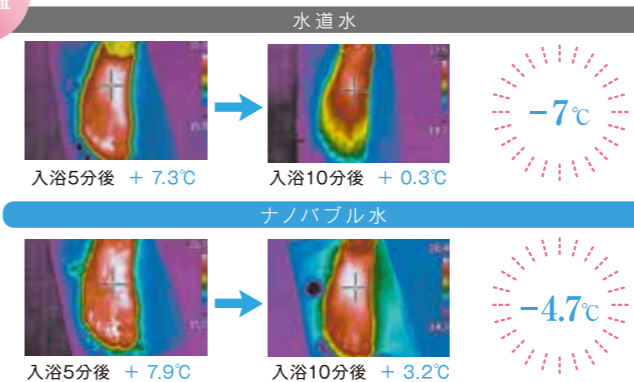 水道水
入浴5分後 + 7.3℃
入浴10分後 + 0.3℃
−7℃
ナノバブル水
入浴5分後 + 7.9℃
入浴10分後 + 3.2℃
−4.7℃